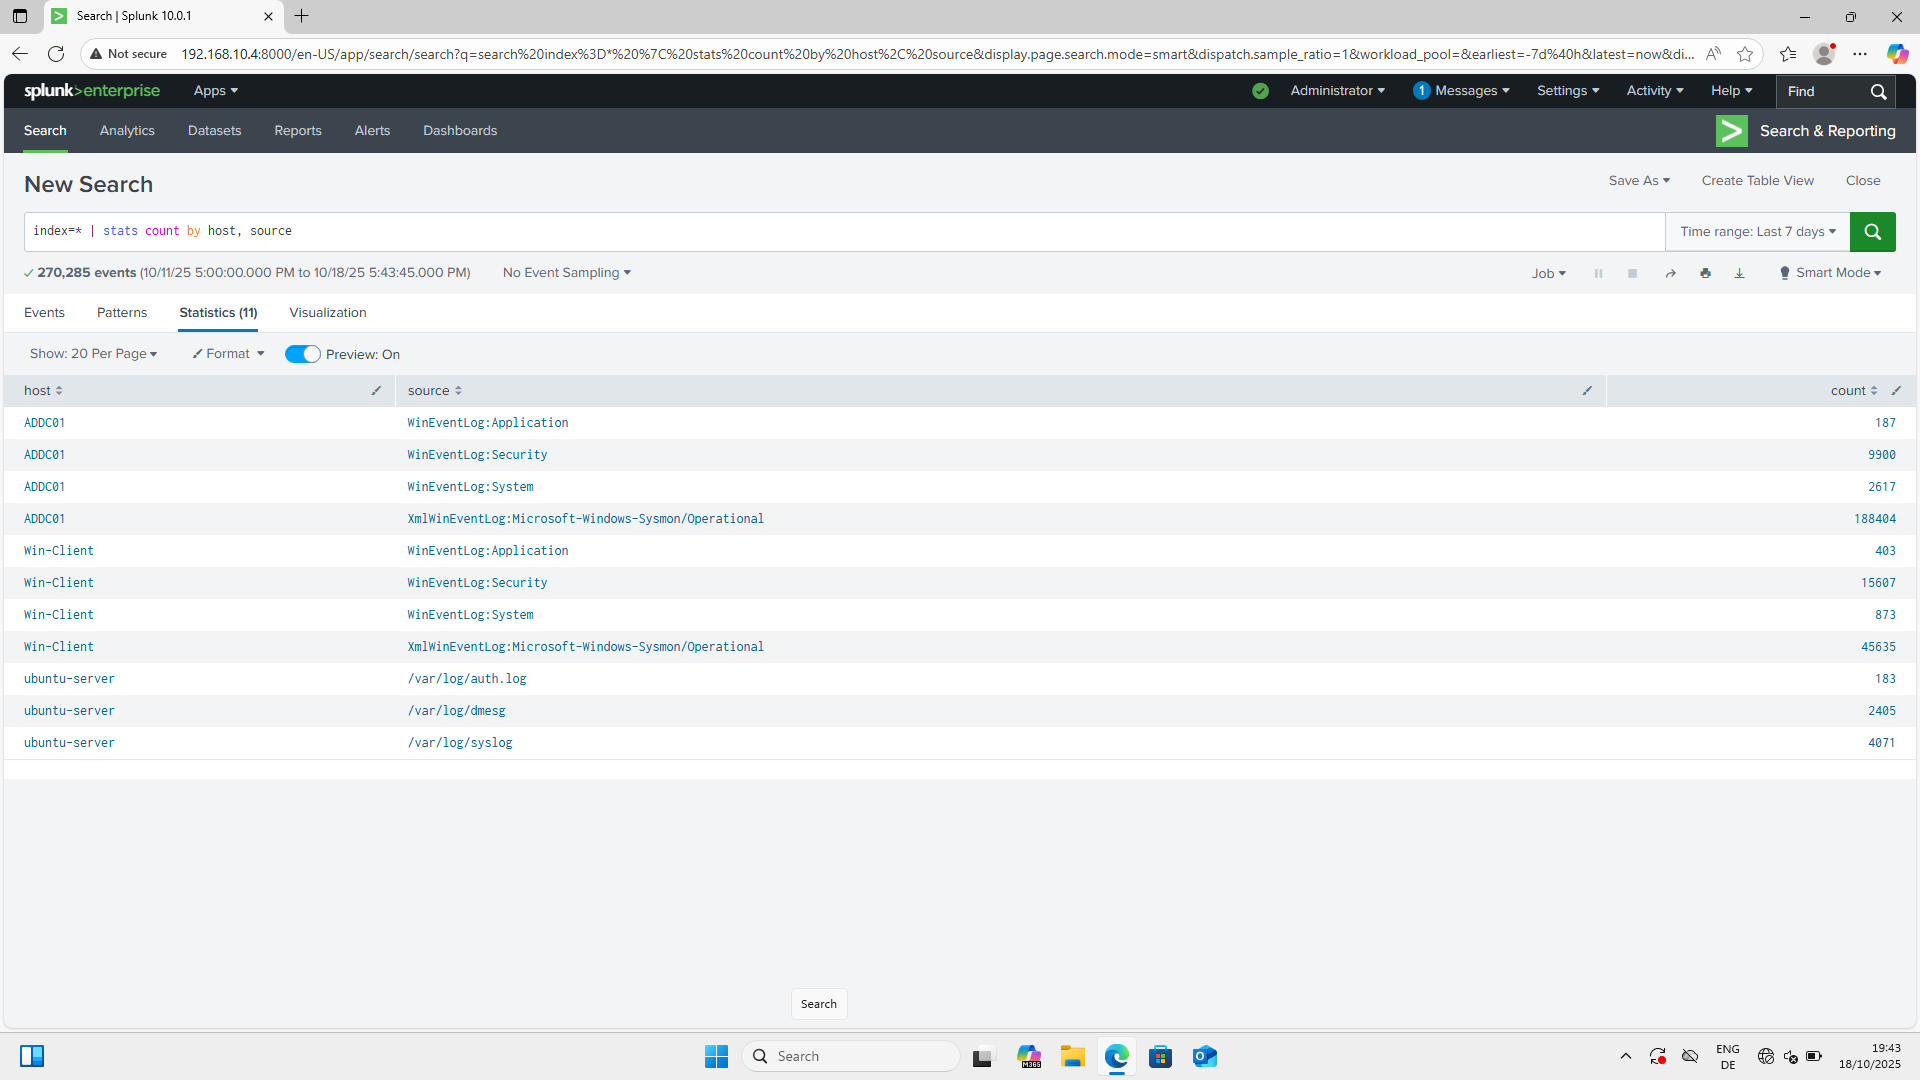 Search | Splunk 10.0.1
Not secure 192.168.10.4:8000/en-US/app/search/search?q=search%20index%3D*%20%7C%20stats%20count%20by%20host%2C%20source&display.page.search.mode=smart&dispatch.sample_ratio=1&workload_pool=&earliest=-7d%40h&latest=now&di...
splunk>enterprise Apps Administrator 1 Messages Settings Activity Help Find
Search Analytics Datasets Reports Alerts Dashboards Search & Reporting
New Search Save As Create Table View Close
index=* | stats count by host, source Time range: Last 7 days
270,285 events (10/11/25 5:00:00.000 PM to 10/18/25 5:43:45.000 PM) No Event Sampling Job Smart Mode
Events Patterns Statistics (11) Visualization
Show: 20 Per Page Format Preview: On
host source count
ADDC01 WinEventLog:Application 187
ADDC01 WinEventLog:Security 9900
ADDC01 WinEventLog:System 2617
ADDC01 XmlWinEventLog:Microsoft-Windows-Sysmon/Operational 188404
Win-Client WinEventLog:Application 403
Win-Client WinEventLog:Security 15607
Win-Client WinEventLog:System 873
Win-Client XmlWinEventLog:Microsoft-Windows-Sysmon/Operational 45635
ubuntu-server /var/log/auth.log 183
ubuntu-server /var/log/dmesg 2405
ubuntu-server /var/log/syslog 4071
Search
Search M365 ENG 19:43
DE 18/10/2025